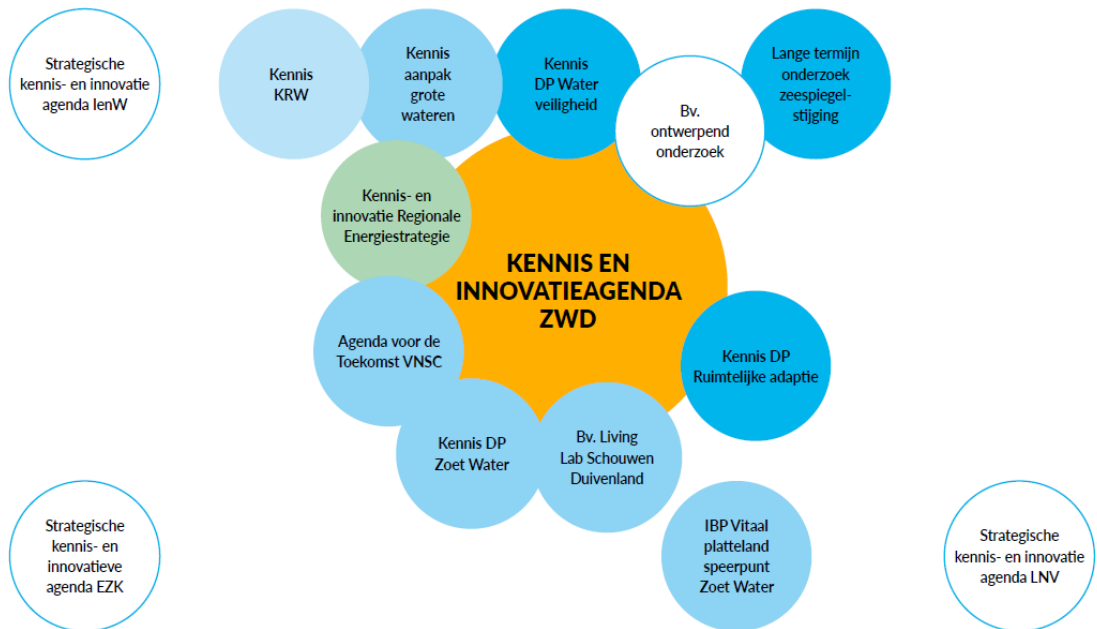 Strategische
kennis- en innovatie
agenda IenW
Kennis
KRW
Kennis
aanpak
grote
wateren
Kennis
DP Water
veiligheid
Bv.
ontwerpend
onderzoek
Lange termijn
onderzoek
zeespiegel-
stijging
Kennis- en
innovatie Regionale
Energiestrategie
KENNIS EN
INNOVATIEAGENDA
ZWD
Agenda voor de
Toekomst VNSC
Kennis DP
Ruimtelijke adaptie
Kennis DP
Zoet Water
Bv. Living
Lab Schouwen
Duivenland
Strategische
kennis- en
innovatieve
agenda EZK
IBP Vitaal
platteland
speerpunt
Zoet Water
Strategische
kennis- en innovatie
agenda LNV